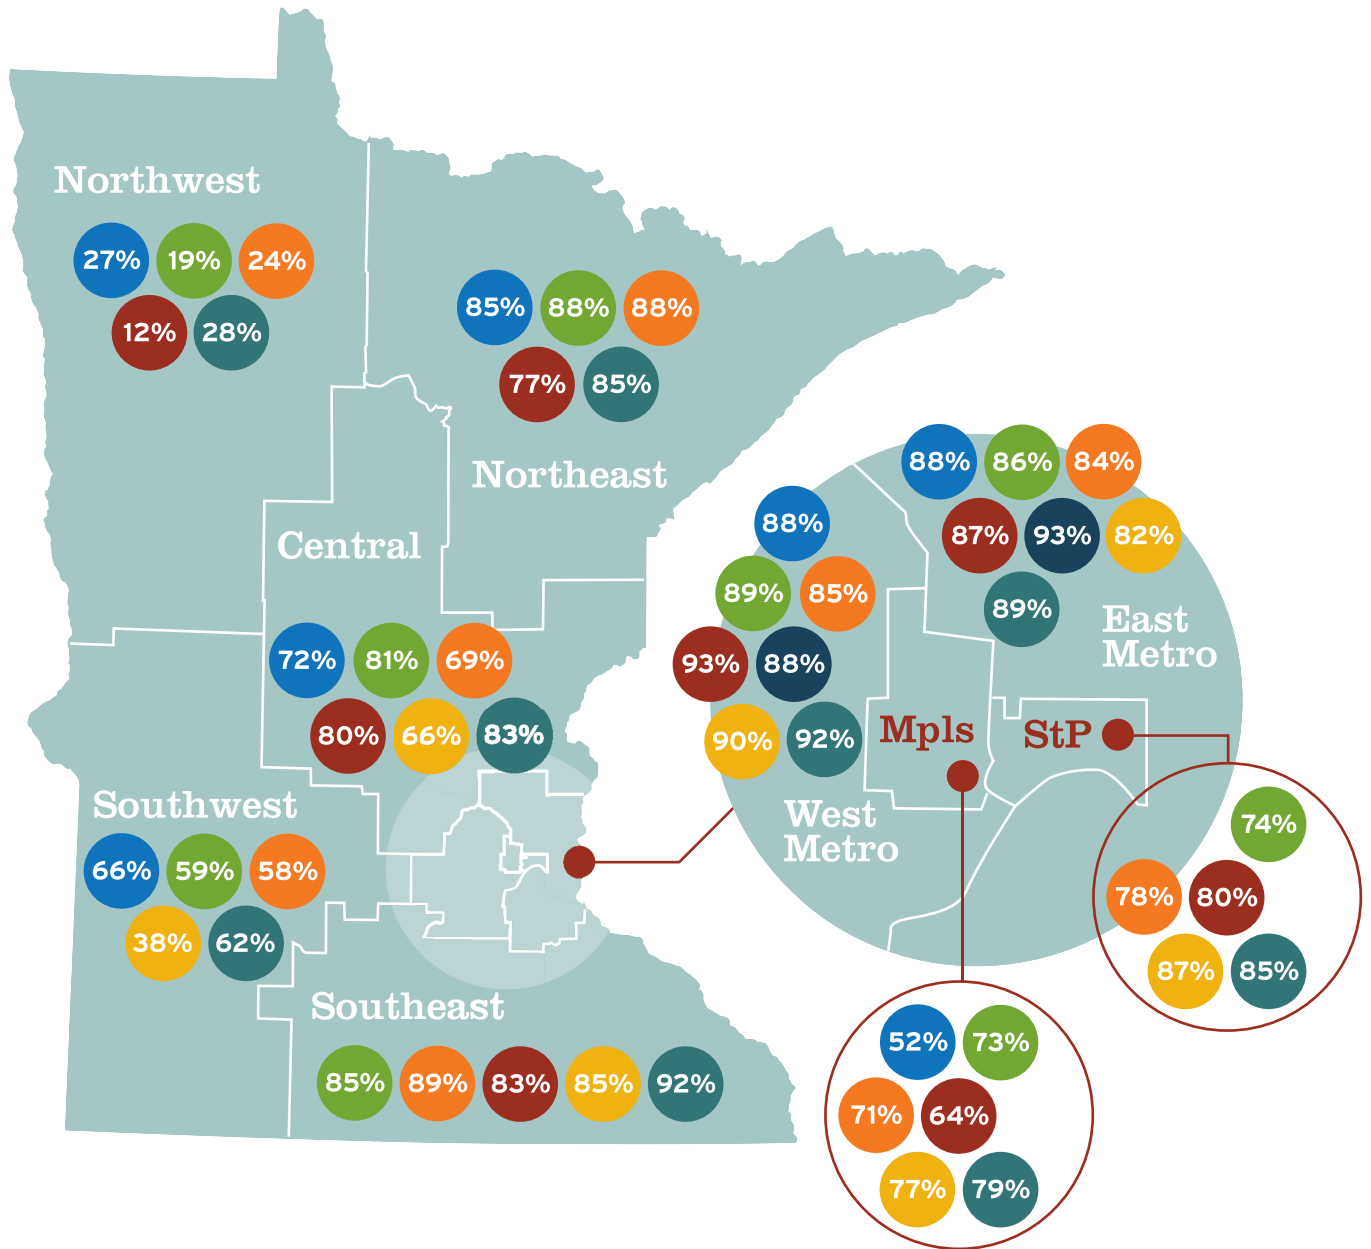 Northwest
27% 19% 24%
12% 28%
85% 88% 88%
77% 85%
Northeast
Central
72% 81% 69%
80% 66% 83%
Southwest
66% 59% 58%
38% 62%
Southeast
85% 89% 83% 85% 92%
88% 86% 84%
87% 93% 82%
89%
East
Metro
88%
89% 85%
93% 88%
90% 92%
West
Metro
Mpls
StP
74%
78% 80%
87% 85%
52% 73%
71% 64%
77% 79%